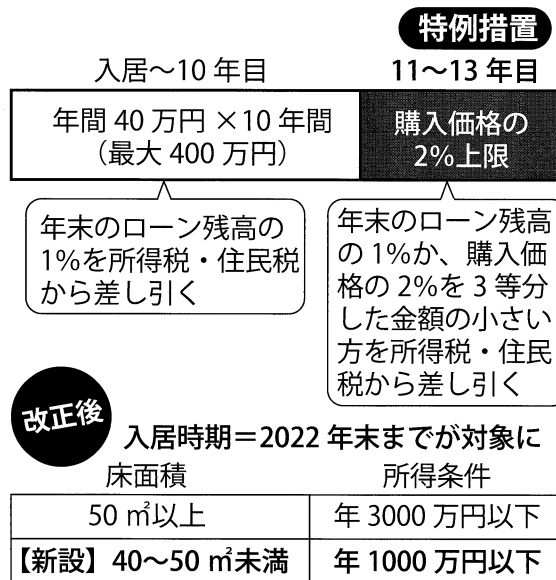 特例措置
入居～10年目
11～13年目
年間40万円×10年間
（最大400万円）
購入価格の
2%上限
年末のローン残高の
1%を所得税・住民税
から差し引く
年末のローン残高
の1%か、購入価
格の2%を3等分
した金額の小さい
方を所得税・住民
税から差し引く
改正後
入居時期＝2022年末までが対象に
床面積
所得条件
50㎡以上
年3000万円以下
【新設】40～50㎡未満
年1000万円以下